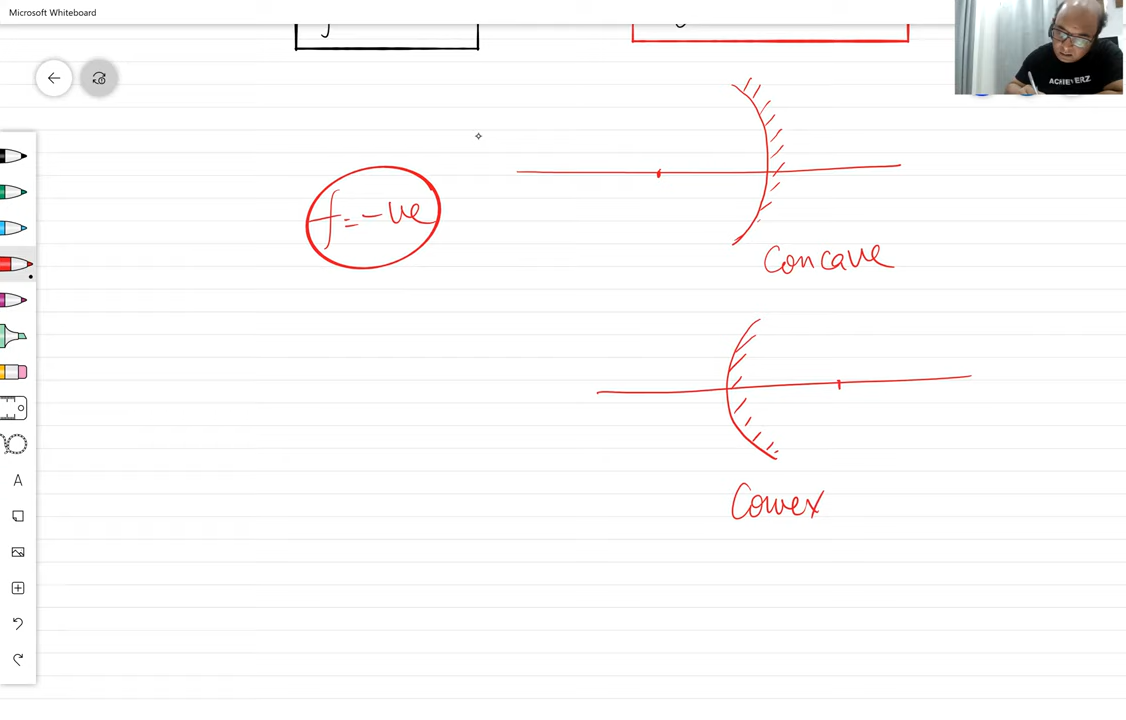 Microsoft Whiteboard
ACHIEVERZ
f = -ve
Concave
Convex
A